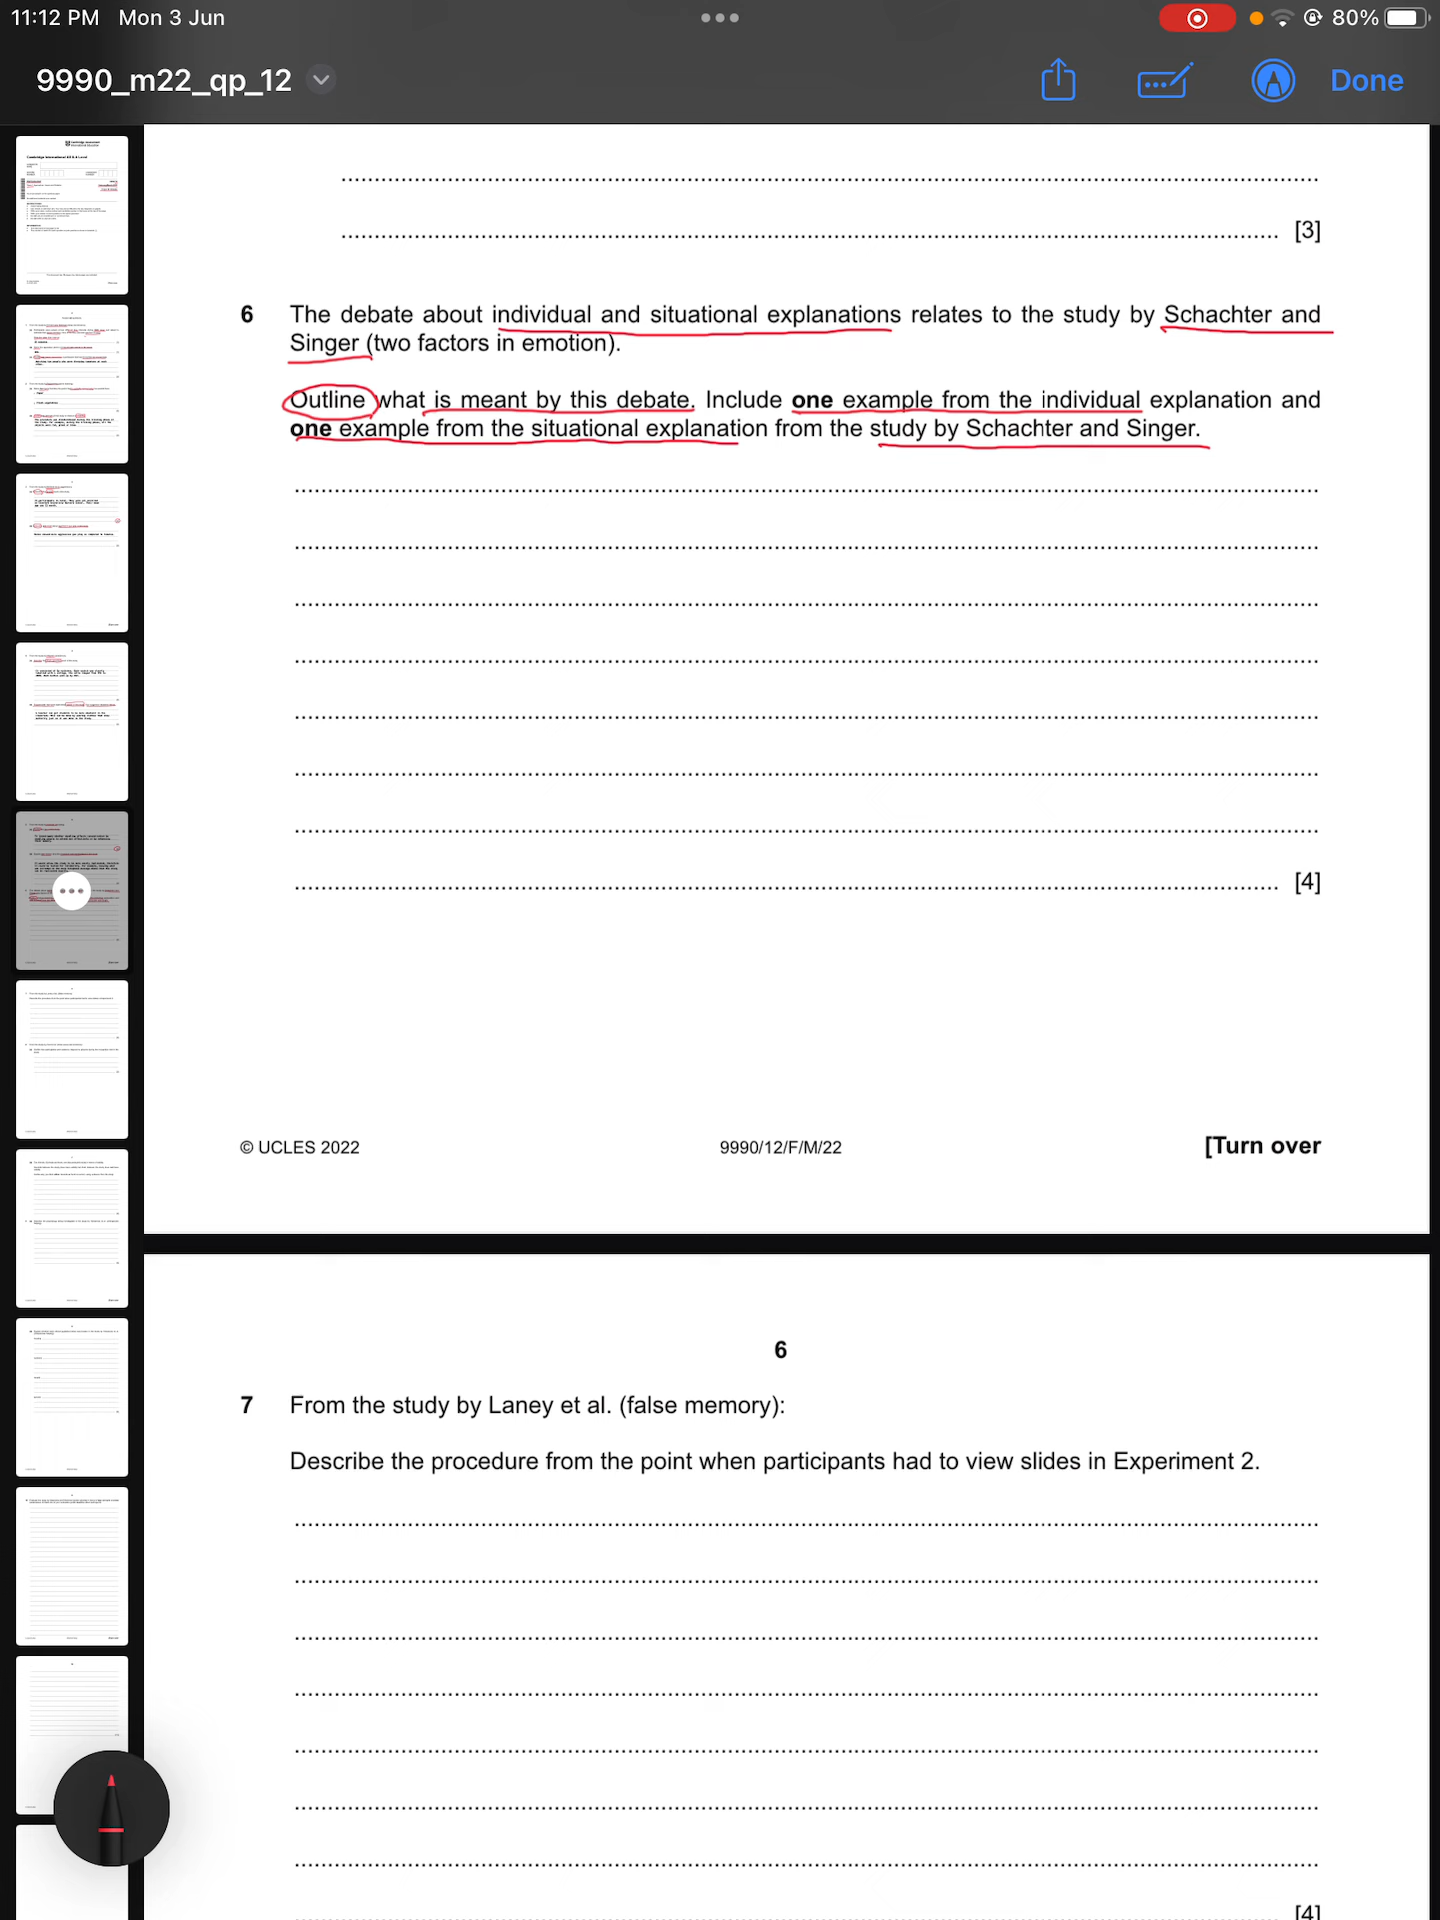 11:12 PM Mon 3 Jun
80%
9990_m22_qp_12
Done
[3]
6 The debate about individual and situational explanations relates to the study by Schachter and
Singer (two factors in emotion).
Outline what is meant by this debate. Include one example from the individual explanation and
one example from the situational explanation from the study by Schachter and Singer.
[4]
© UCLES 2022
9990/12/F/M/22
[Turn over
6
7 From the study by Laney et al. (false memory):
Describe the procedure from the point when participants had to view slides in Experiment 2.
[4]